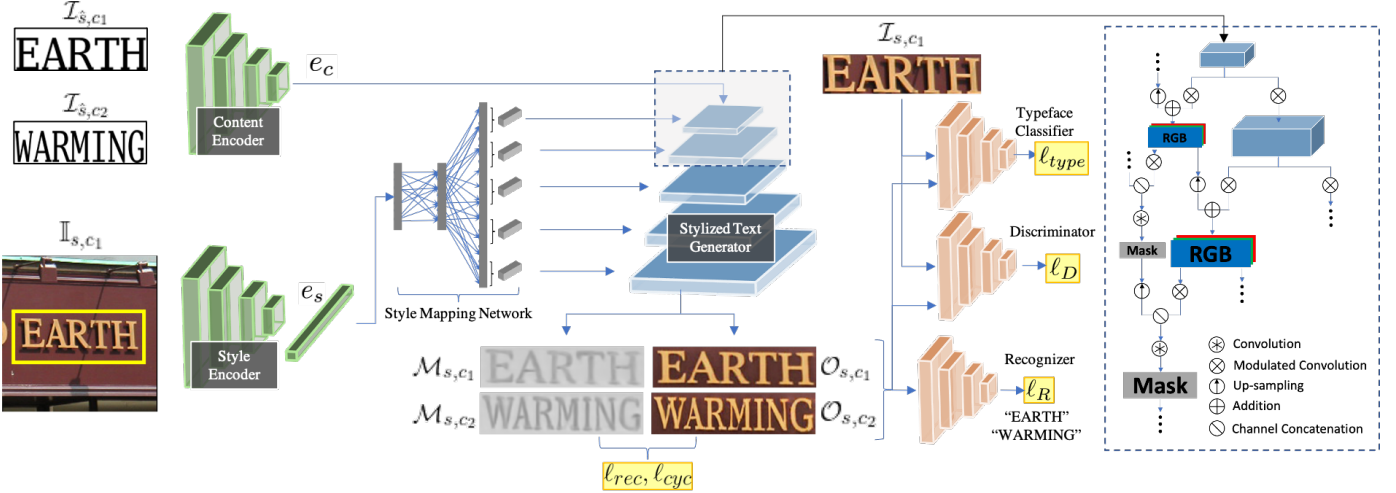 𝓘ŝ,c1
EARTH
𝓘ŝ,c2
WARMING
Content
Encoder
ec
𝕀s,c1
EARTH
Style
Encoder
es
Style Mapping Network
Stylized Text
Generator
𝓘s,c1
EARTH
Typeface
Classifier
ℓtype
Discriminator
ℓD
Recognizer
ℓR
“EARTH”
“WARMING”
𝓜s,c1
EARTH
EARTH
𝓞s,c1
𝓜s,c2
WARMING
WARMING
𝓞s,c2
ℓrec, ℓcyc
RGB
Mask
RGB
Mask
Convolution
Modulated Convolution
Up-sampling
Addition
Channel Concatenation